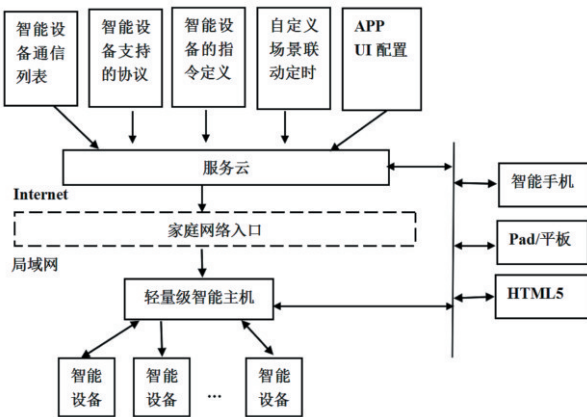 智能设
备通信
列表
智能设
备支持
的协议
智能设
备的指
令定义
自定义
场景联
动定时
APP
UI 配置
服务云
Internet
智能手机
家庭网络入口
Pad/平板
局域网
轻量级智能主机
HTML5
智能
设备
智能
设备
...
智能
设备